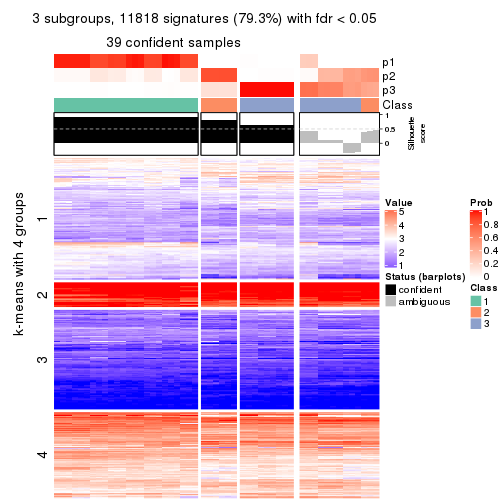 3 subgroups, 11818 signatures (79.3%) with fdr < 0.05
39 confident samples
p1
p2
p3
Class
1
0.5
0
Silhouette
score
k-means with 4 groups
1
2
3
4
Value
5
4
3
2
1
Status (barplots)
confident
ambiguous
Prob
1
0.8
0.6
0.4
0.2
0
Class
1
2
3